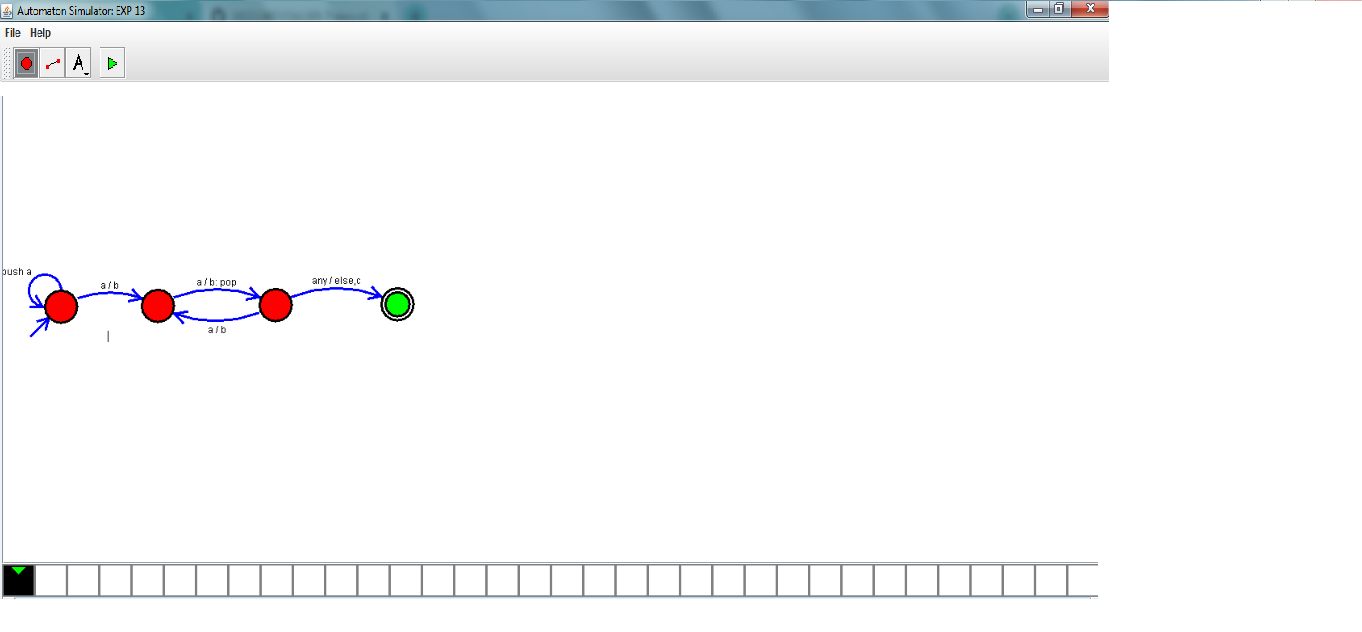 Automaton Simulator: EXP 13
File Help
A
push a
a / b
a / b: pop
any / else,c
a / b